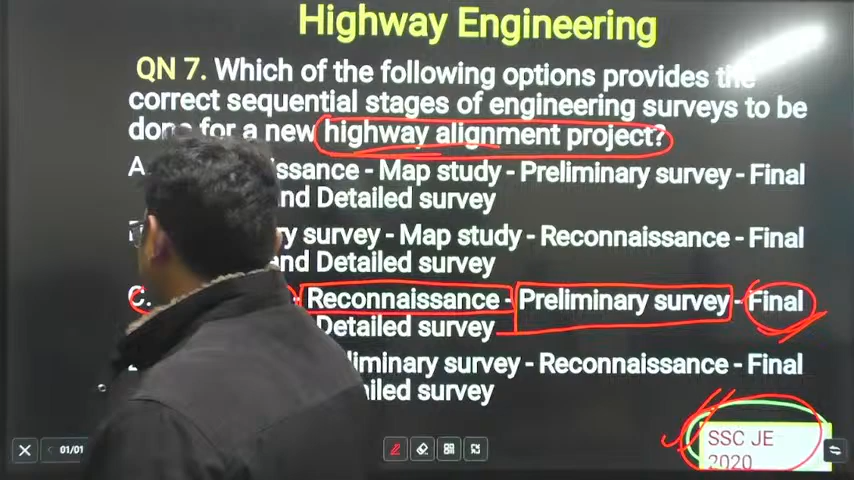 Highway Engineering
QN 7. Which of the following options provides the
correct sequential stages of engineering surveys to be
done for a new highway alignment project?
A. ssance - Map study - Preliminary survey - Final
nd Detailed survey
ry survey - Map study - Reconnaissance - Final
and Detailed survey
C. - Reconnaissance - Preliminary survey - Final
Detailed survey
liminary survey - Reconnaissance - Final
ailed survey
SSC JE
2020
01/01